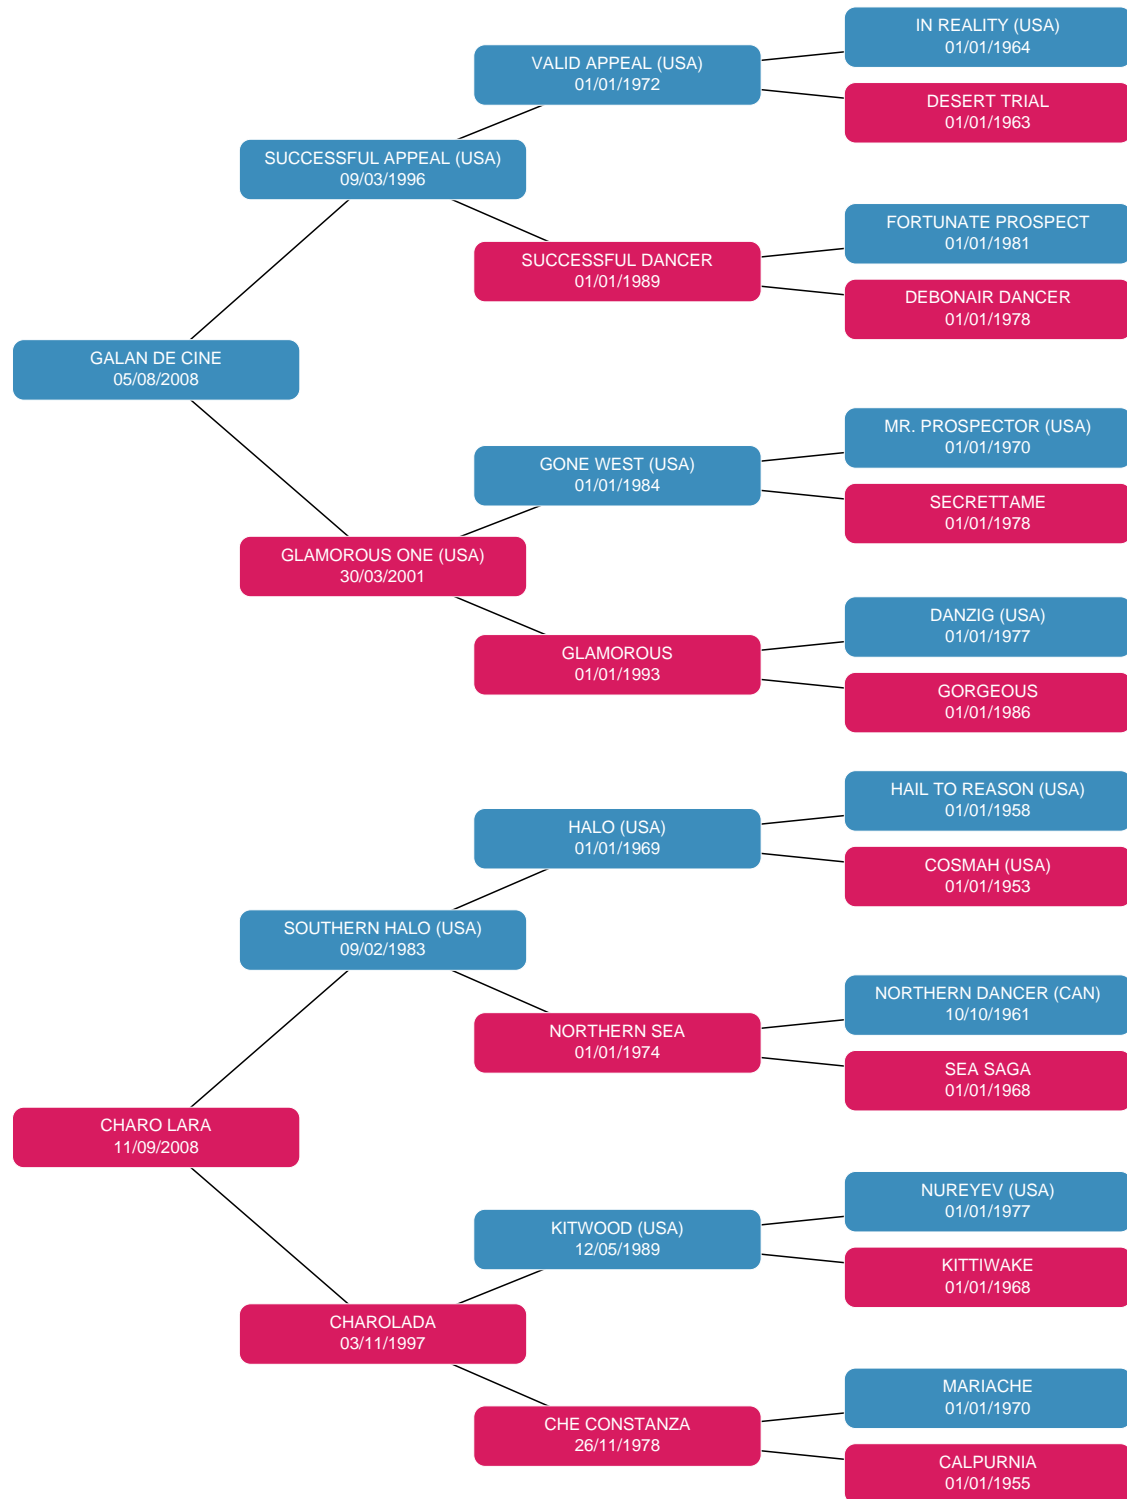 IN REALITY (USA)
01/01/1964
VALID APPEAL (USA)
01/01/1972
DESERT TRIAL
01/01/1963
SUCCESSFUL APPEAL (USA)
09/03/1996
FORTUNATE PROSPECT
01/01/1981
SUCCESSFUL DANCER
01/01/1989
DEBONAIR DANCER
01/01/1978
GALAN DE CINE
05/08/2008
MR. PROSPECTOR (USA)
01/01/1970
GONE WEST (USA)
01/01/1984
SECRETTAME
01/01/1978
GLAMOROUS ONE (USA)
30/03/2001
DANZIG (USA)
01/01/1977
GLAMOROUS
01/01/1993
GORGEOUS
01/01/1986
HAIL TO REASON (USA)
01/01/1958
HALO (USA)
01/01/1969
COSMAH (USA)
01/01/1953
SOUTHERN HALO (USA)
09/02/1983
NORTHERN DANCER (CAN)
10/10/1961
NORTHERN SEA
01/01/1974
SEA SAGA
01/01/1968
CHARO LARA
11/09/2008
NUREYEV (USA)
01/01/1977
KITWOOD (USA)
12/05/1989
KITTIWAKE
01/01/1968
CHAROLADA
03/11/1997
MARIACHE
01/01/1970
CHE CONSTANZA
26/11/1978
CALPURNIA
01/01/1955